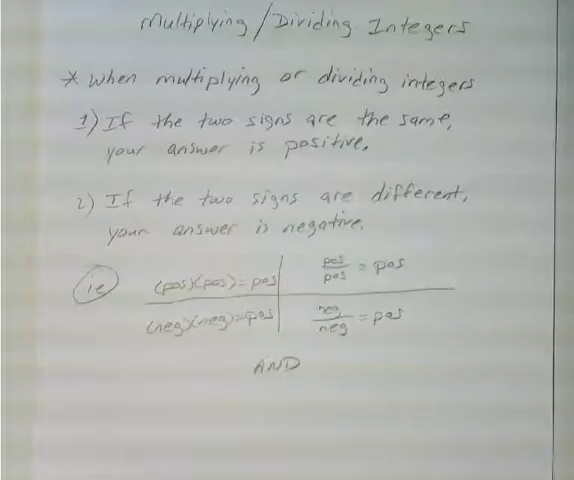 Multiplying/Dividing Integers
* When multiplying or dividing integers
1) If the two signs are the same,
your answer is positive.
2) If the two signs are different,
your answer is negative.
ie
(pos)(pos)=pos
pos/pos = pos
(neg)(neg)=pos
neg/neg = pos
AND